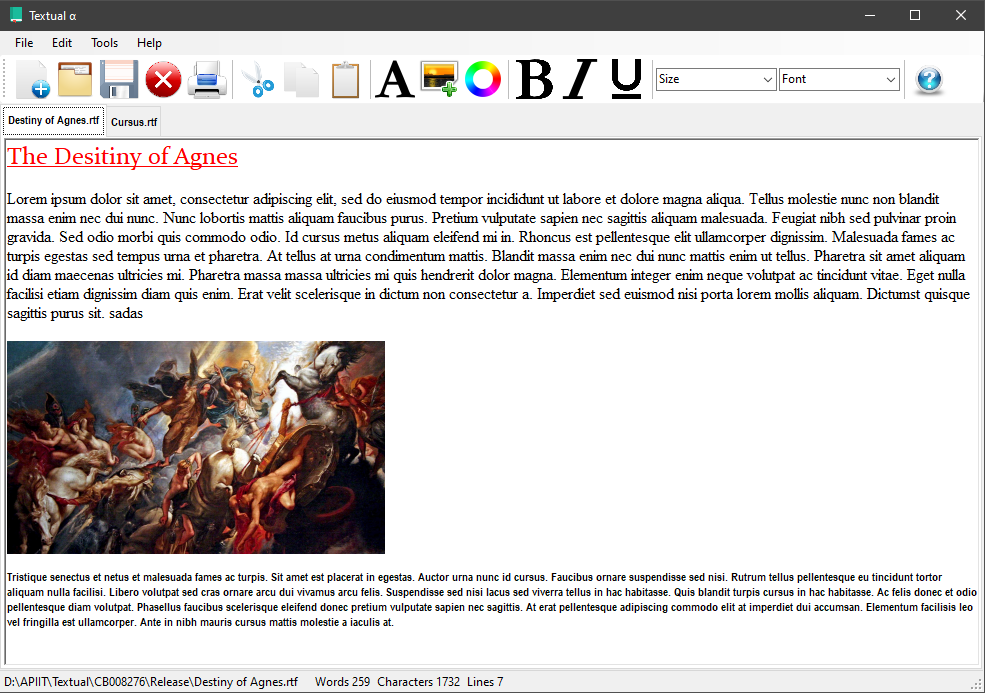 Textual α
File Edit Tools Help
A B I U Size Font
Destiny of Agnes.rtf Cursus.rtf
The Desitiny of Agnes
Lorem ipsum dolor sit amet, consectetur adipiscing elit, sed do eiusmod tempor incididunt ut labore et dolore magna aliqua. Tellus molestie nunc non blandit
massa enim nec dui nunc. Nunc lobortis mattis aliquam faucibus purus. Pretium vulputate sapien nec sagittis aliquam malesuada. Feugiat nibh sed pulvinar proin
gravida. Sed odio morbi quis commodo odio. Id cursus metus aliquam eleifend mi in. Rhoncus est pellentesque elit ullamcorper dignissim. Malesuada fames ac
turpis egestas sed tempus urna et pharetra. At tellus at urna condimentum mattis. Blandit massa enim nec dui nunc mattis enim ut tellus. Pharetra sit amet aliquam
id diam maecenas ultricies mi. Pharetra massa massa ultricies mi quis hendrerit dolor magna. Elementum integer enim neque volutpat ac tincidunt vitae. Eget nulla
facilisi etiam dignissim diam quis enim. Erat velit scelerisque in dictum non consectetur a. Imperdiet sed euismod nisi porta lorem mollis aliquam. Dictumst quisque
sagittis purus sit. sadas
Tristique senectus et netus et malesuada fames ac turpis. Sit amet est placerat in egestas. Auctor urna nunc id cursus. Faucibus ornare suspendisse sed nisi. Rutrum tellus pellentesque eu tincidunt tortor
aliquam nulla facilisi. Libero volutpat sed cras ornare arcu dui vivamus arcu felis. Suspendisse sed nisi lacus sed viverra tellus in hac habitasse. Quis blandit turpis cursus in hac habitasse. Ac felis donec et odio
pellentesque diam volutpat. Phasellus faucibus scelerisque eleifend donec pretium vulputate sapien nec sagittis. At erat pellentesque adipiscing commodo elit at imperdiet dui accumsan. Elementum facilisis leo
vel fringilla est ullamcorper. Ante in nibh mauris cursus mattis molestie a iaculis at.
D:\APIIT\Textual\CB008276\Release\Destiny of Agnes.rtf Words 259 Characters 1732 Lines 7